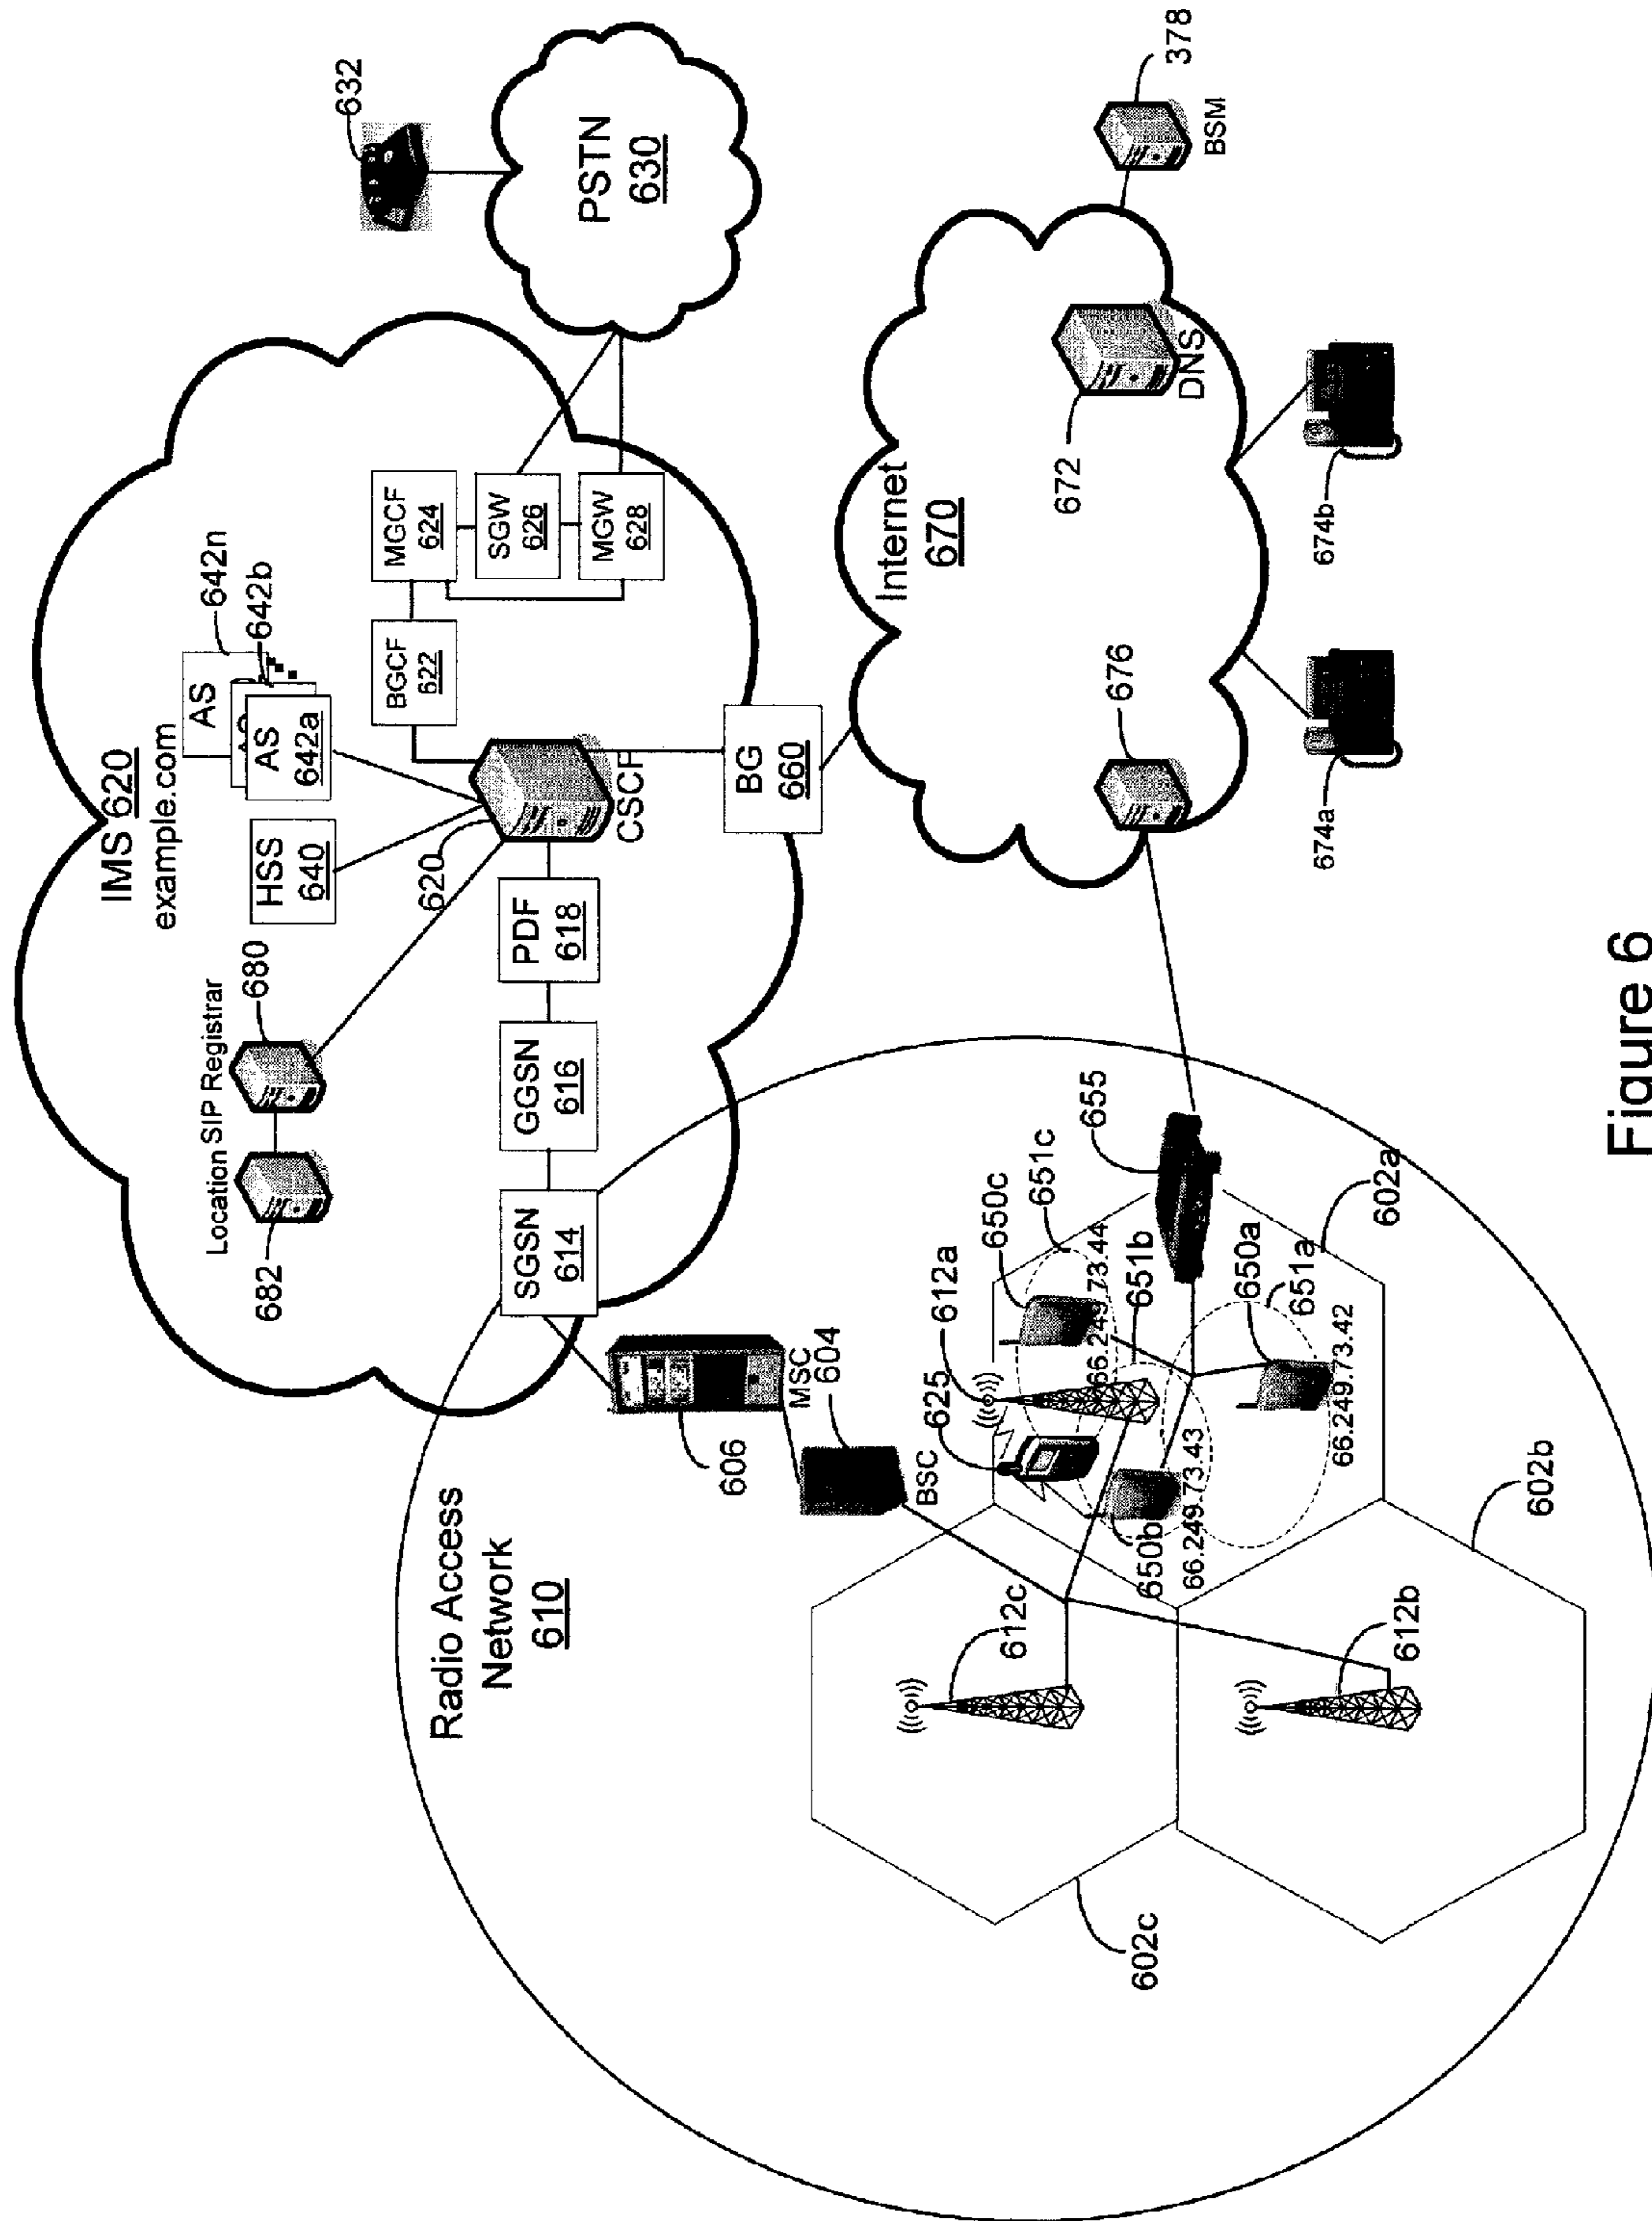 IMS 620
example.com
Location SIP Registrar
682
680
HSS
640
AS
642n
642b
AS
642a
620
CSCF
SGSN
614
GGSN
616
PDF
618
BGCF
622
MGCF
624
SGW
626
MGW
628
BG
660
632
PSTN
630
Radio Access
Network
610
606
MSC
604
BSC
625
612a
650c
651c
66.249.73.44
651b
655
650b
66.249.73.43
650a
651a
66.249.73.42
602a
602b
602c
612c
612b
Internet
670
672
DNS
676
674a
674b
378
BSM
Figure 6